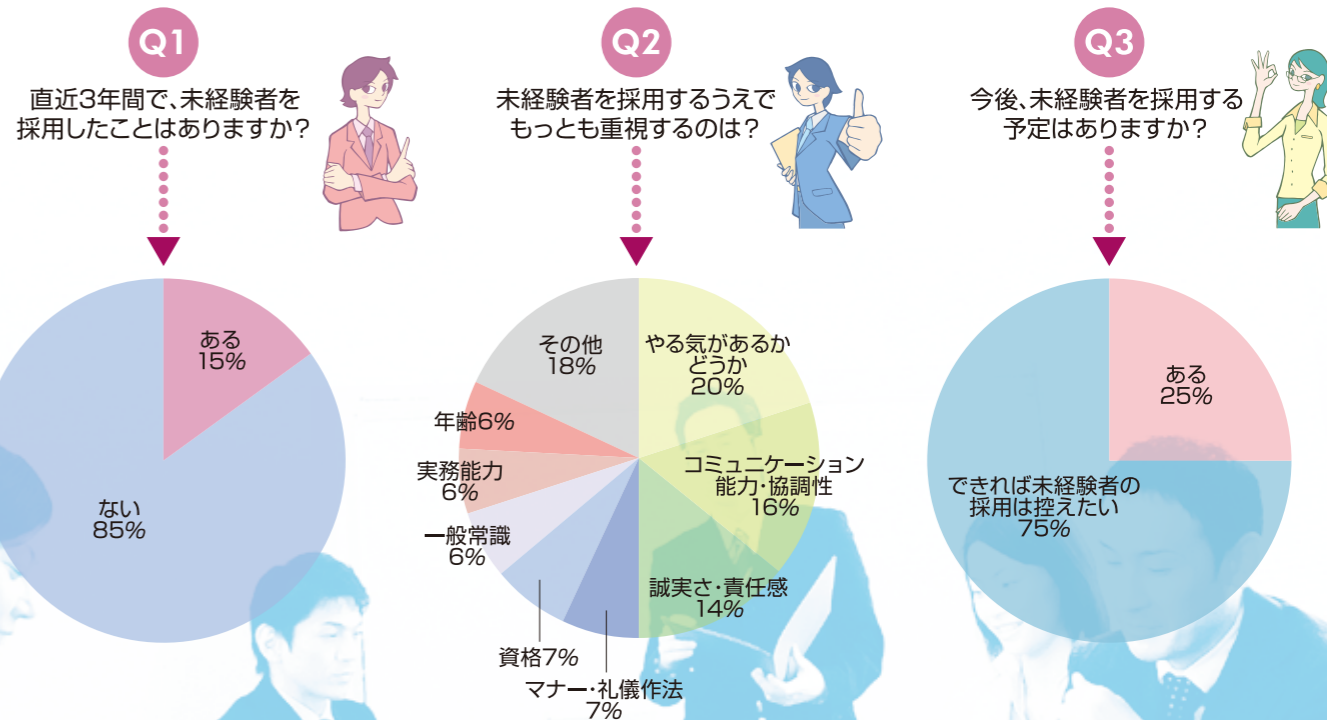 Q1
直近3年間で、未経験者を
採用したことはありますか?
ある
15%
ない
85%
Q2
未経験者を採用するうえで
もっとも重視するのは?
やる気があるか
どうか
20%
コミュニケーション
能力・協調性
16%
誠実さ・責任感
14%
マナー・礼儀作法
7%
資格7%
一般常識
6%
実務能力
6%
年齢6%
その他
18%
Q3
今後、未経験者を採用する
予定はありますか?
ある
25%
できれば未経験者の
採用は控えたい
75%